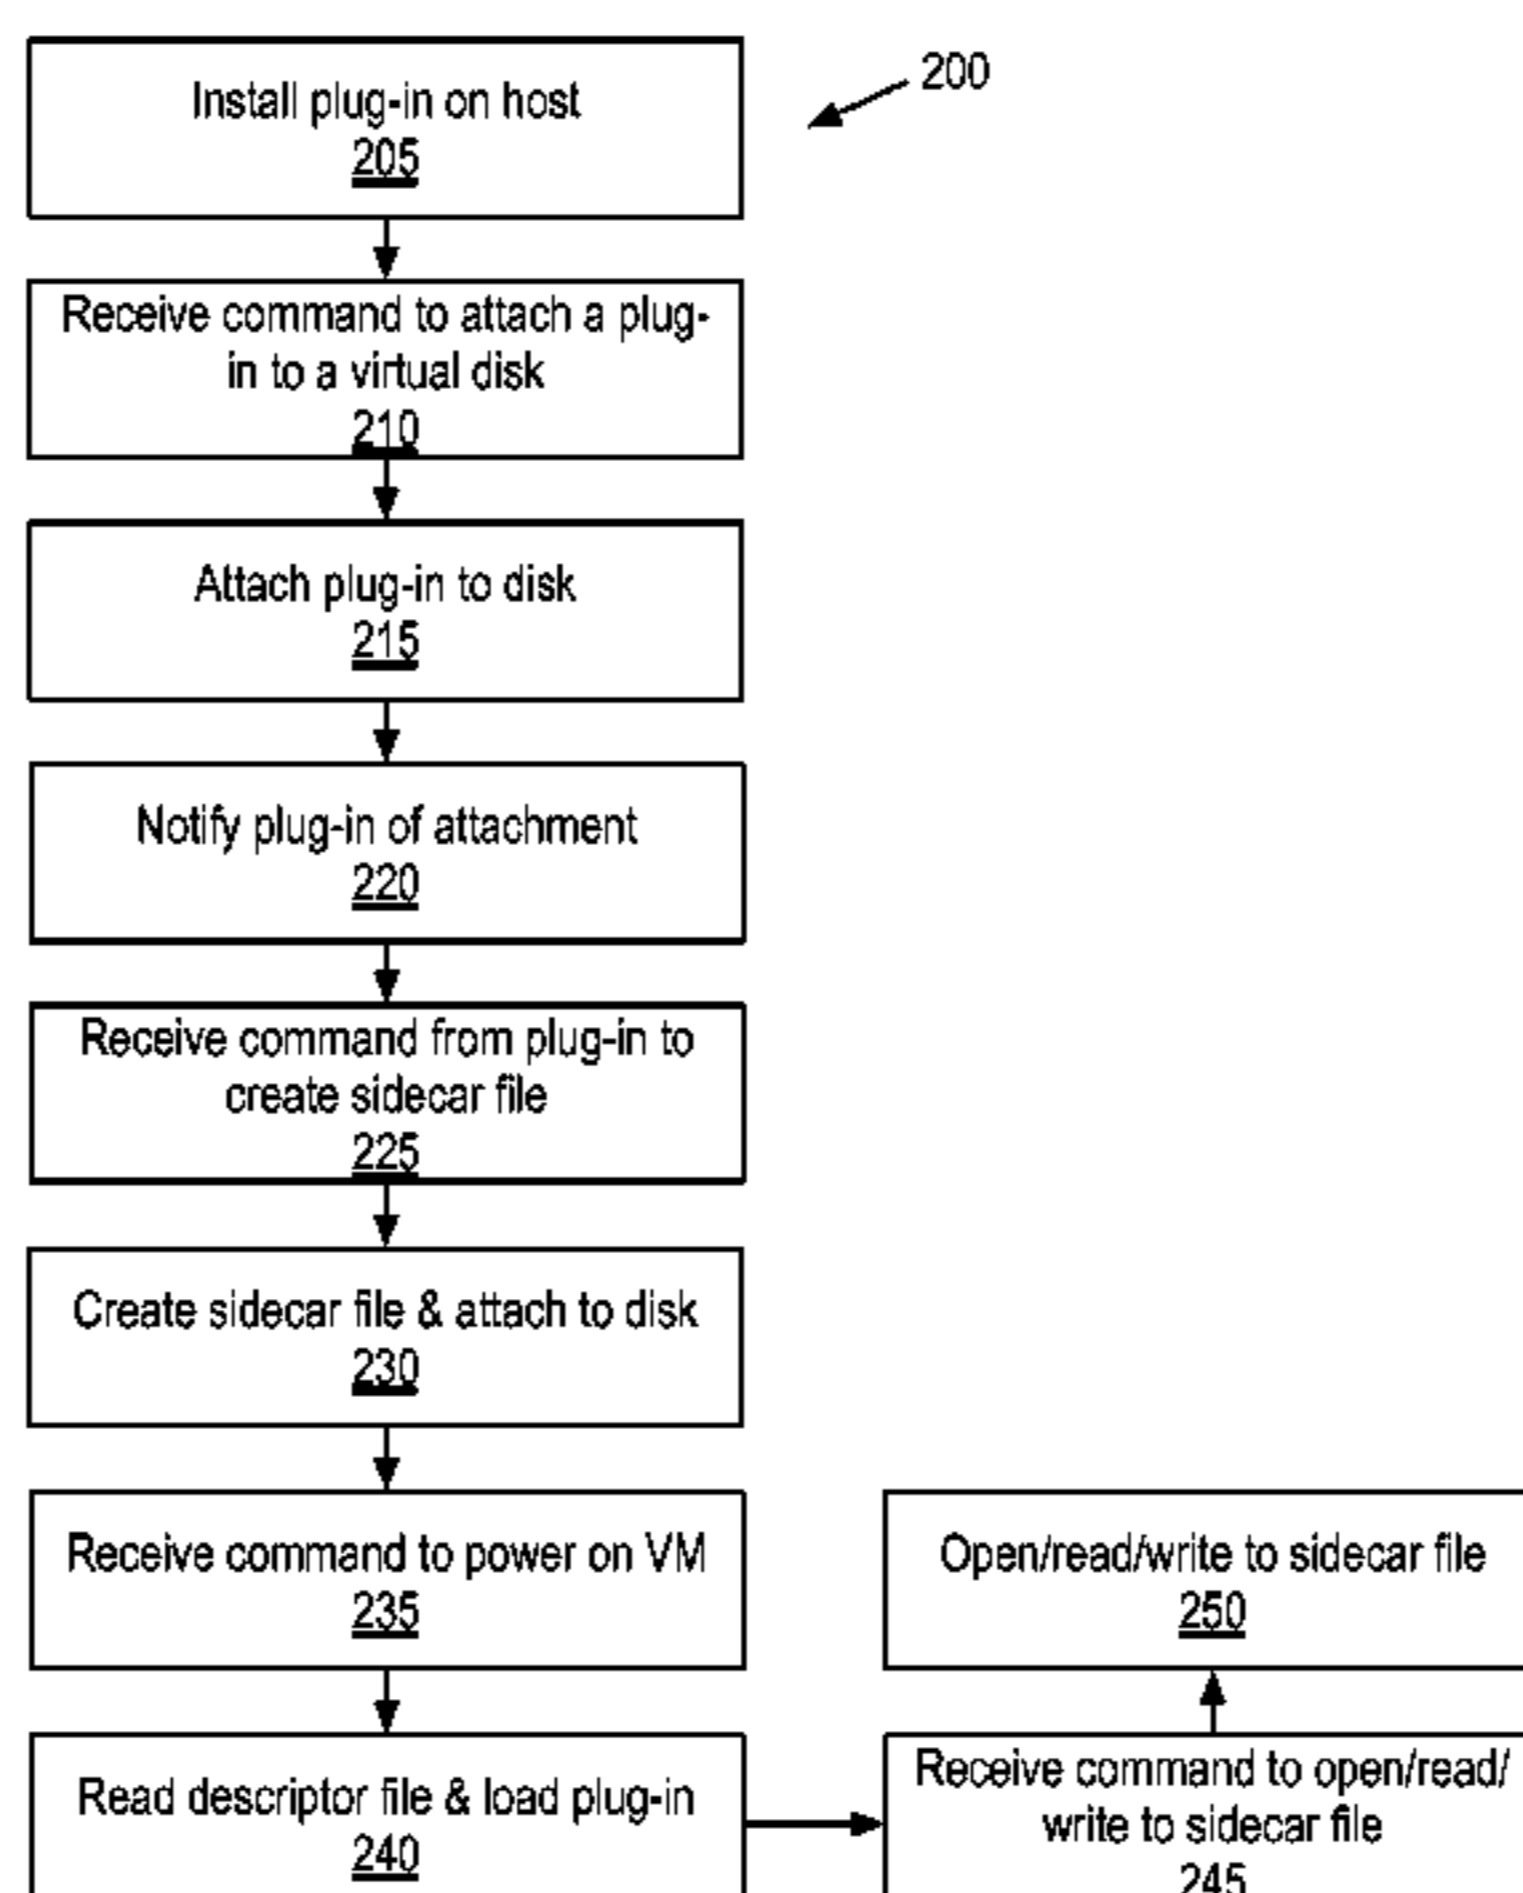 200
Install plug-in on host
205
Receive command to attach a plug-
in to a virtual disk
210
Attach plug-in to disk
215
Notify plug-in of attachment
220
Receive command from plug-in to
create sidecar file
225
Create sidecar file & attach to disk
230
Receive command to power on VM
235
Read descriptor file & load plug-in
240
Receive command to open/read/
write to sidecar file
245
Open/read/write to sidecar file
250